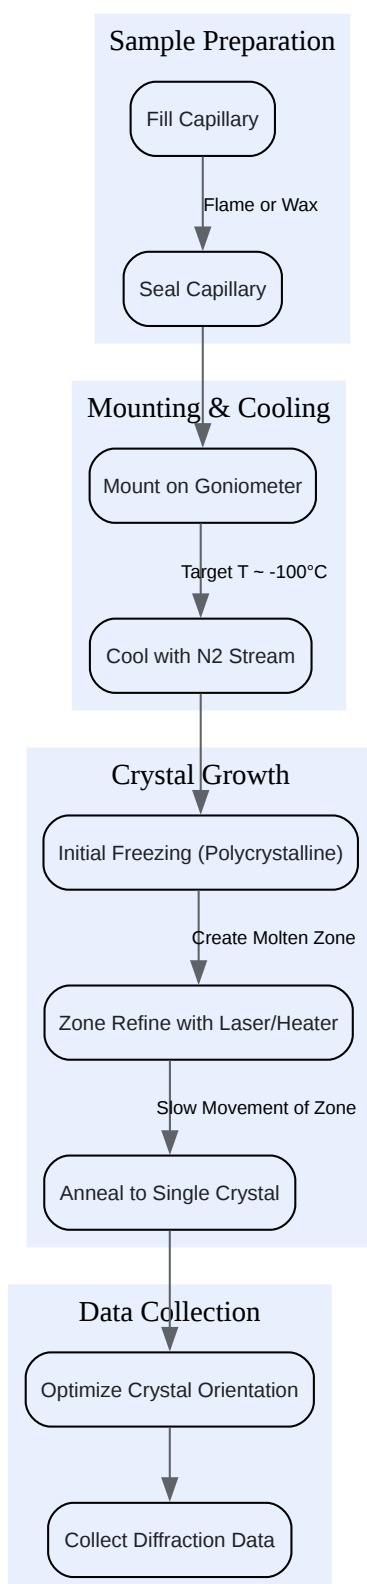 Sample Preparation
Fill Capillary
Flame or Wax
Seal Capillary
Mounting & Cooling
Mount on Goniometer
Target T ~ -100°C
Cool with N2 Stream
Crystal Growth
Initial Freezing (Polycrystalline)
Create Molten Zone
Zone Refine with Laser/Heater
Slow Movement of Zone
Anneal to Single Crystal
Data Collection
Optimize Crystal Orientation
Collect Diffraction Data